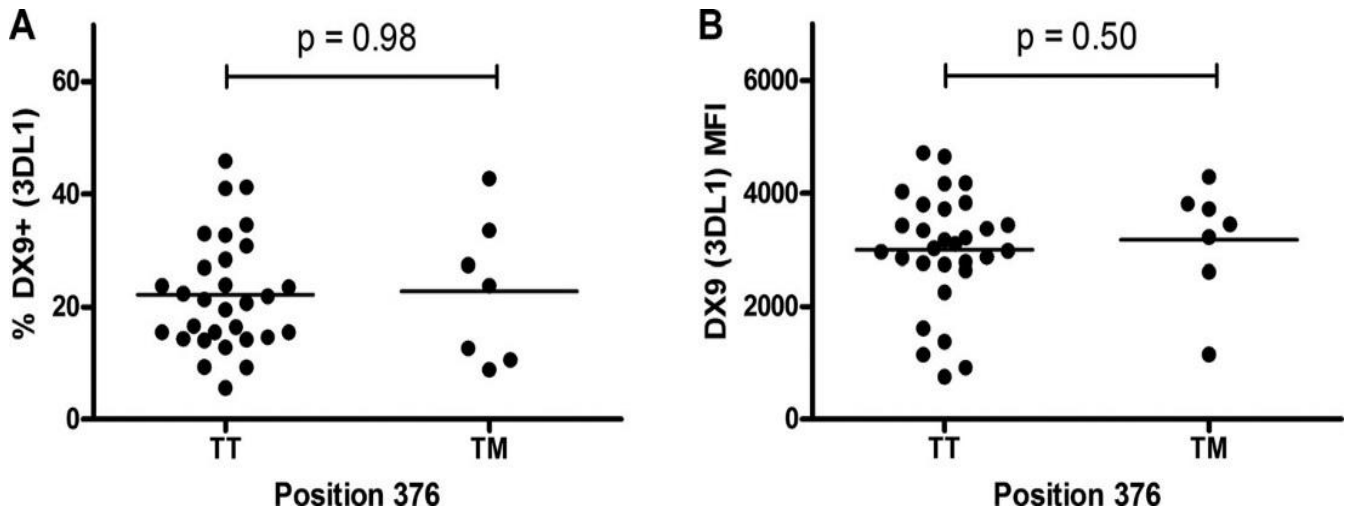 A
p = 0.98
% DX9+ (3DL1)
60
40
20
0
TT
TM
Position 376
B
p = 0.50
DX9 (3DL1) MFI
6000
4000
2000
0
TT
TM
Position 376